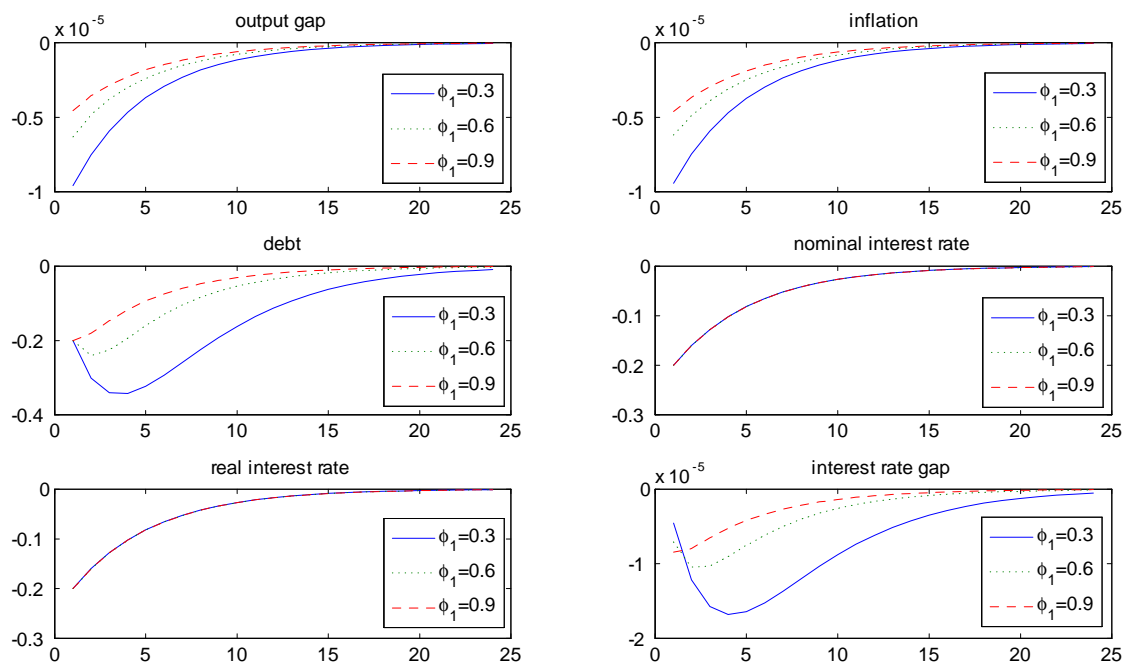 output gap
x 10 -5
0
-0.5
-1
0 5 10 15 20 25
ϕ1=0.3
ϕ1=0.6
ϕ1=0.9
inflation
x 10 -5
0
-0.5
-1
0 5 10 15 20 25
ϕ1=0.3
ϕ1=0.6
ϕ1=0.9
debt
0
-0.2
-0.4
0 5 10 15 20 25
ϕ1=0.3
ϕ1=0.6
ϕ1=0.9
nominal interest rate
0
-0.1
-0.2
-0.3
0 5 10 15 20 25
ϕ1=0.3
ϕ1=0.6
ϕ1=0.9
real interest rate
0
-0.1
-0.2
-0.3
0 5 10 15 20 25
ϕ1=0.3
ϕ1=0.6
ϕ1=0.9
interest rate gap
x 10 -5
0
-1
-2
0 5 10 15 20 25
ϕ1=0.3
ϕ1=0.6
ϕ1=0.9